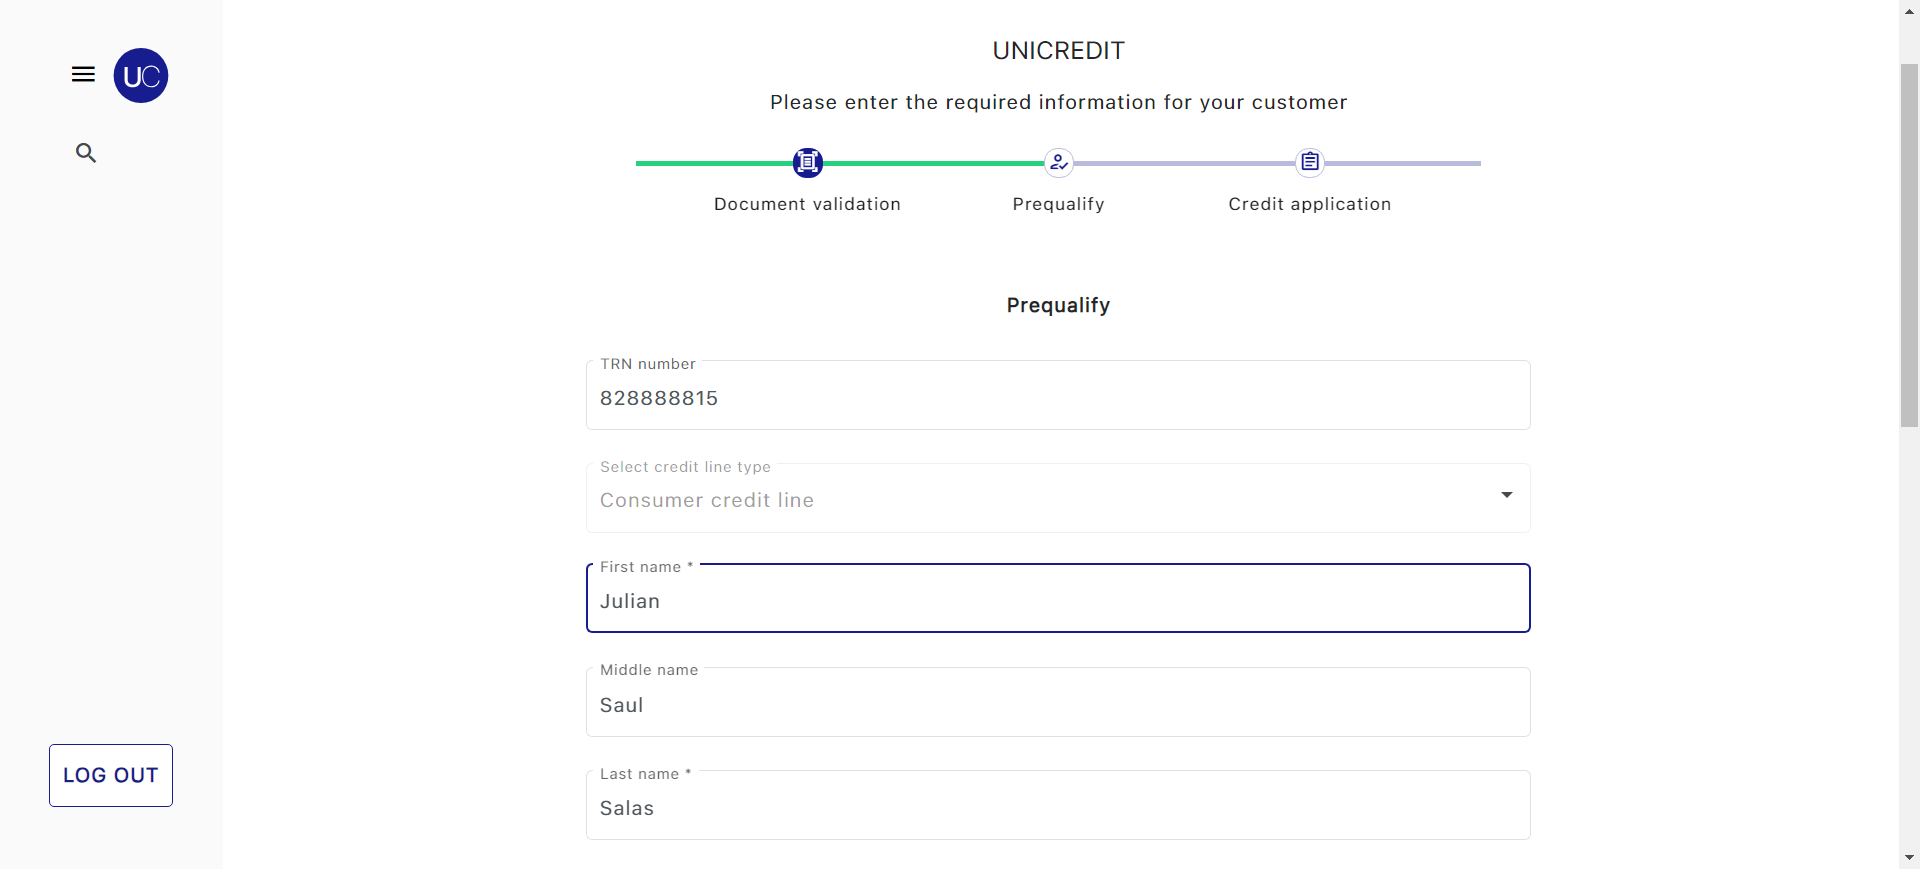 UC
UNICREDIT
Please enter the required information for your customer
Document validation
Prequalify
Credit application
Prequalify
TRN number
828888815
Select credit line type
Consumer credit line
First name *
Julian
Middle name
Saul
Last name *
Salas
LOG OUT